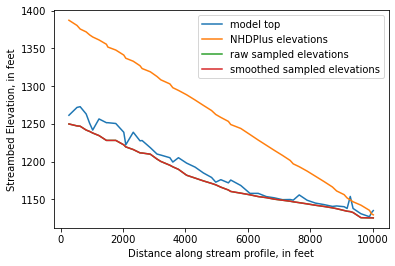 1400
1350
1300
1250
1200
1150
Streambed Elevation, in feet
model top
NHDPlus elevations
raw sampled elevations
smoothed sampled elevations
0
2000
4000
6000
8000
10000
Distance along stream profile, in feet